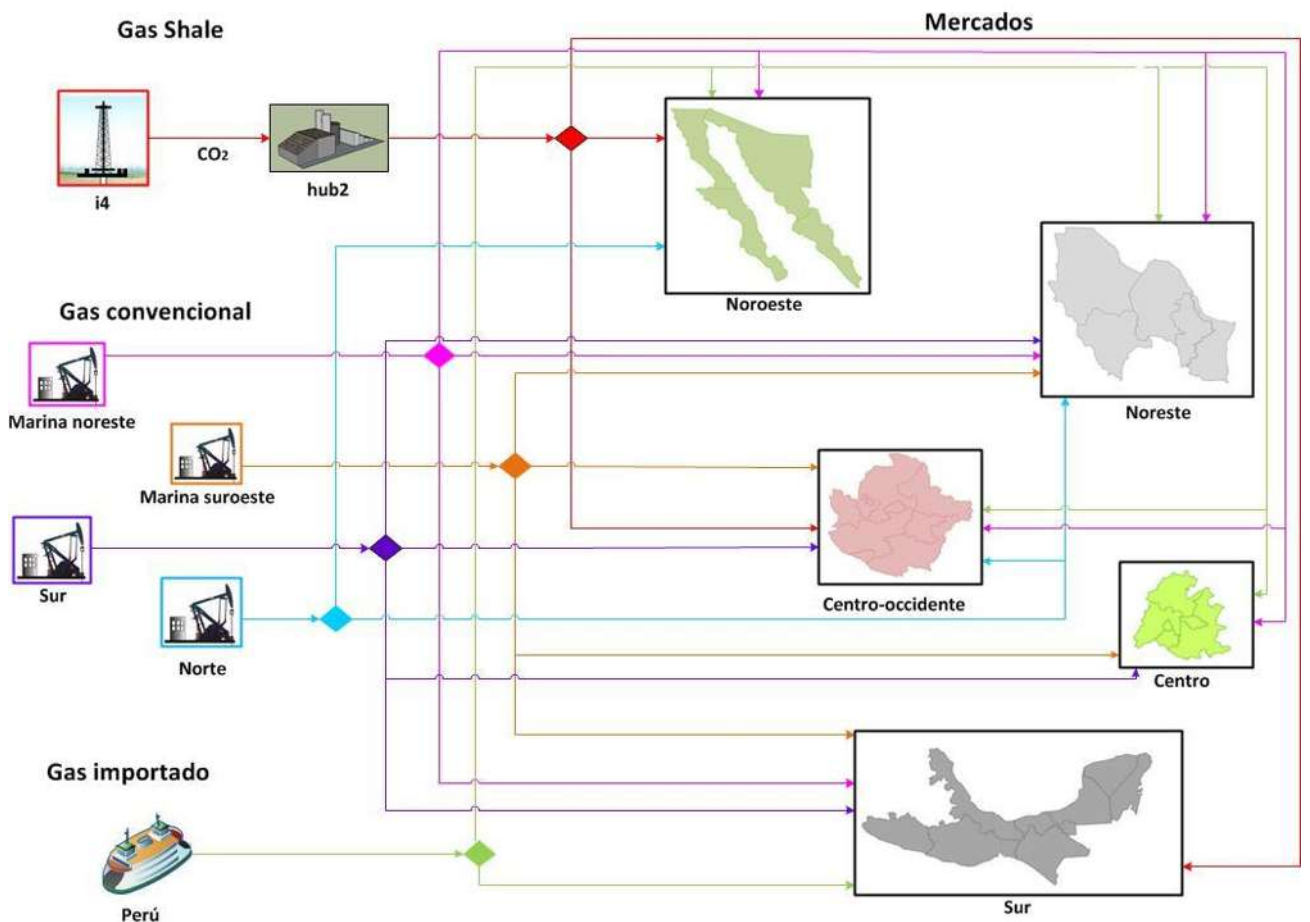 Gas Shale
Mercados
CO₂
i4
hub2
Noroeste
Gas convencional
Marina noreste
Noreste
Marina suroeste
Sur
Centro-occidente
Norte
Centro
Gas importado
Perú
Sur